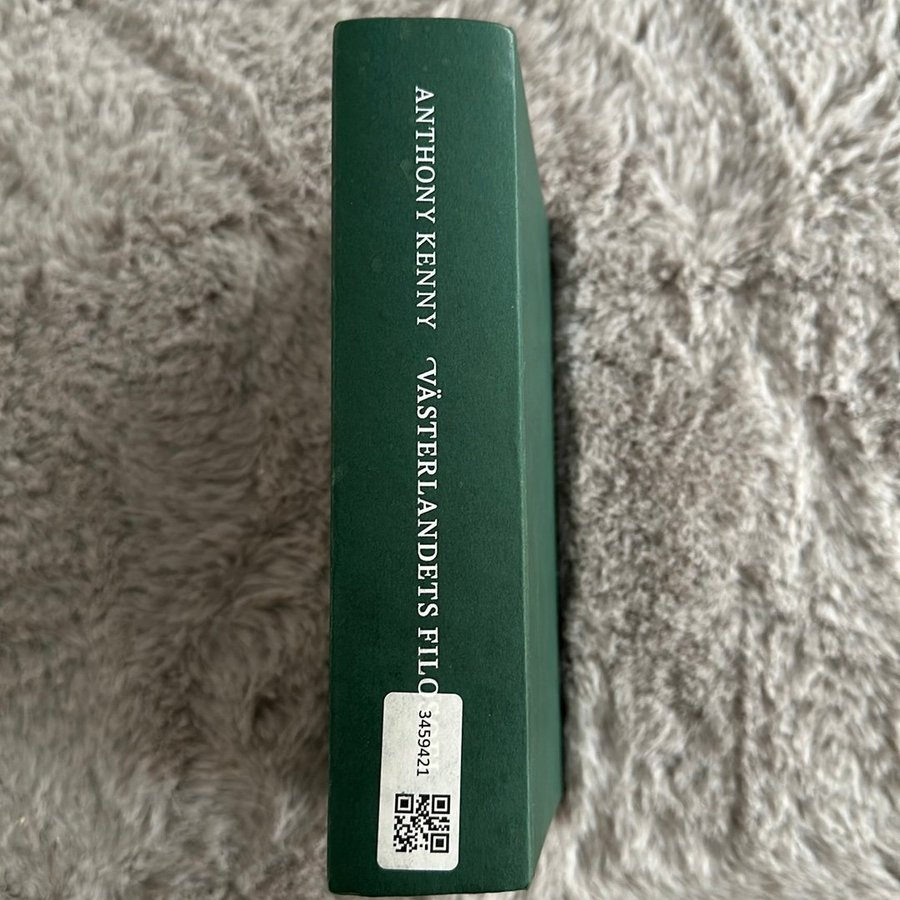 ANTHONY KENNY VÄSTERLANDETS FILO
3459421